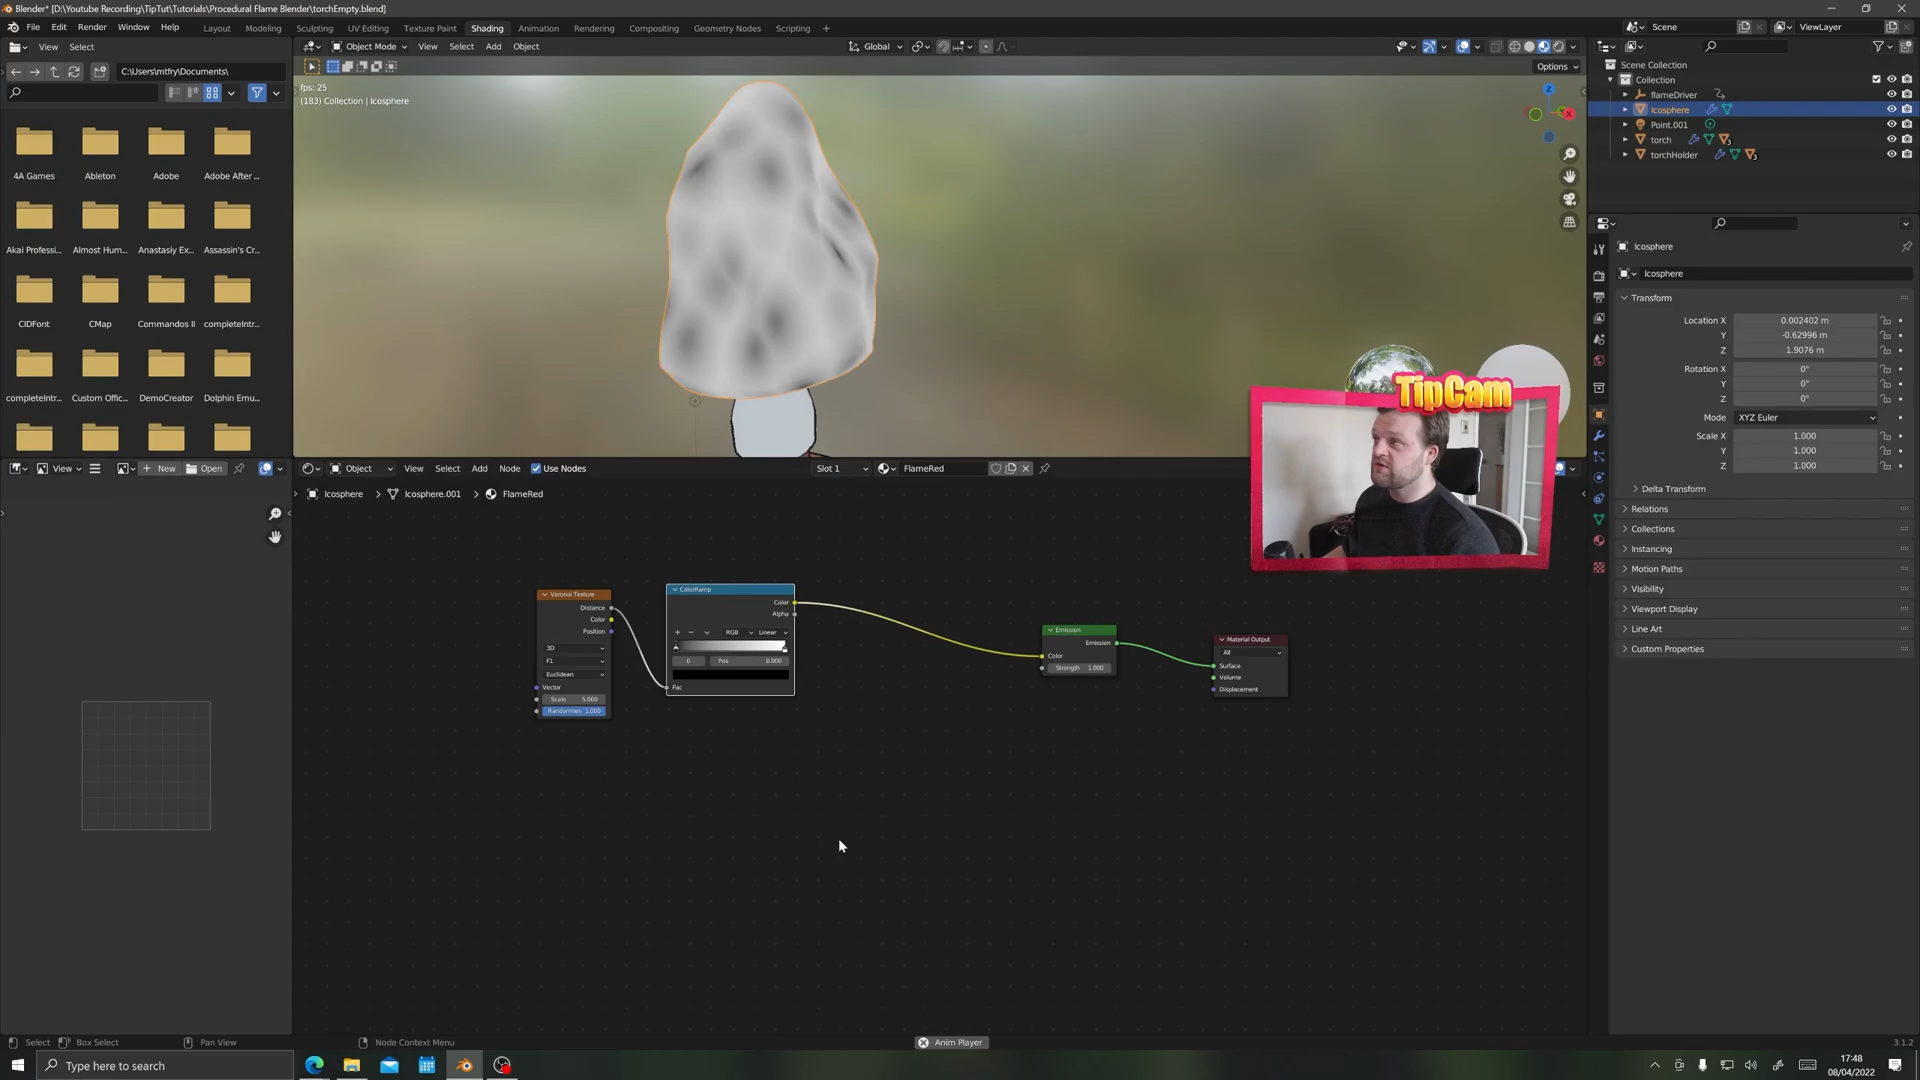 Blender* [D:\Youtube Recording\TipTut\Tutorials\Procedural Flame Blender\torchEmpty.blend]
File Edit Render Window Help Layout Modeling Sculpting UV Editing Texture Paint Shading Animation Rendering Compositing Geometry Nodes Scripting + Scene ViewLayer
View Select Object Mode View Select Add Object Global
C:\Users\mtfry\Documents\
Options
fps: 25
(183) Collection | Icosphere
4A Games Ableton Adobe Adobe After ...
Akai Professi... Almost Hum... Anastasiy Ex... Assassin's Cr...
CIDFont CMap Commandos II completeIntr...
completeIntr... Custom Offic... DemoCreator Dolphin Emu...
Z
Y
X
Scene Collection
Collection
flameDriver
Icosphere
Point.001
torch
torchHolder
Icosphere
Icosphere
Transform
Location X 0.002402 m
Y -0.62996 m
Z 1.9076 m
Rotation X 0°
Y 0°
Z 0°
Mode XYZ Euler
Scale X 1.000
Y 1.000
Z 1.000
Delta Transform
Relations
Collections
Instancing
Motion Paths
Visibility
Viewport Display
Line Art
Custom Properties
TipCam
View New Open
Object View Select Add Node Use Nodes Slot 1 FlameRed
Icosphere > Icosphere.001 > FlameRed
Voronoi Texture
Distance
Color
Position
3D
F1
Euclidean
Vector
Scale 5.000
Randomnes 1.000
ColorRamp
Color
Alpha
+ − RGB Linear
0 Pos 0.000
Fac
Emission
Emission
Color
Strength 1.000
Material Output
All
Surface
Volume
Displacement
Select Box Select Pan View Node Context Menu Anim Player 3.1.2
Type here to search
17:48
08/04/2022